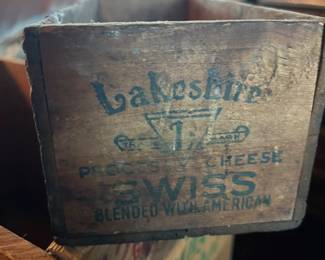 Lakeshire
1
PROCESS CHEESE
SWISS
BLENDED WITH AMERICAN